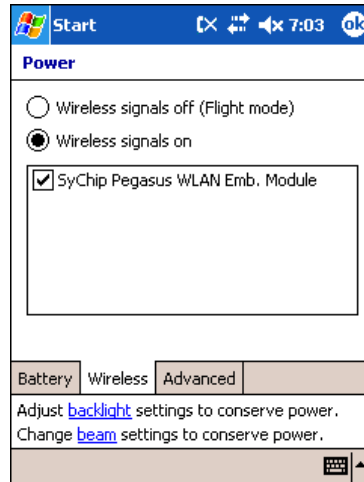 Start 7:03 ok
Power
Wireless signals off (Flight mode)
Wireless signals on
SyChip Pegasus WLAN Emb. Module
Battery Wireless Advanced
Adjust backlight settings to conserve power.
Change beam settings to conserve power.